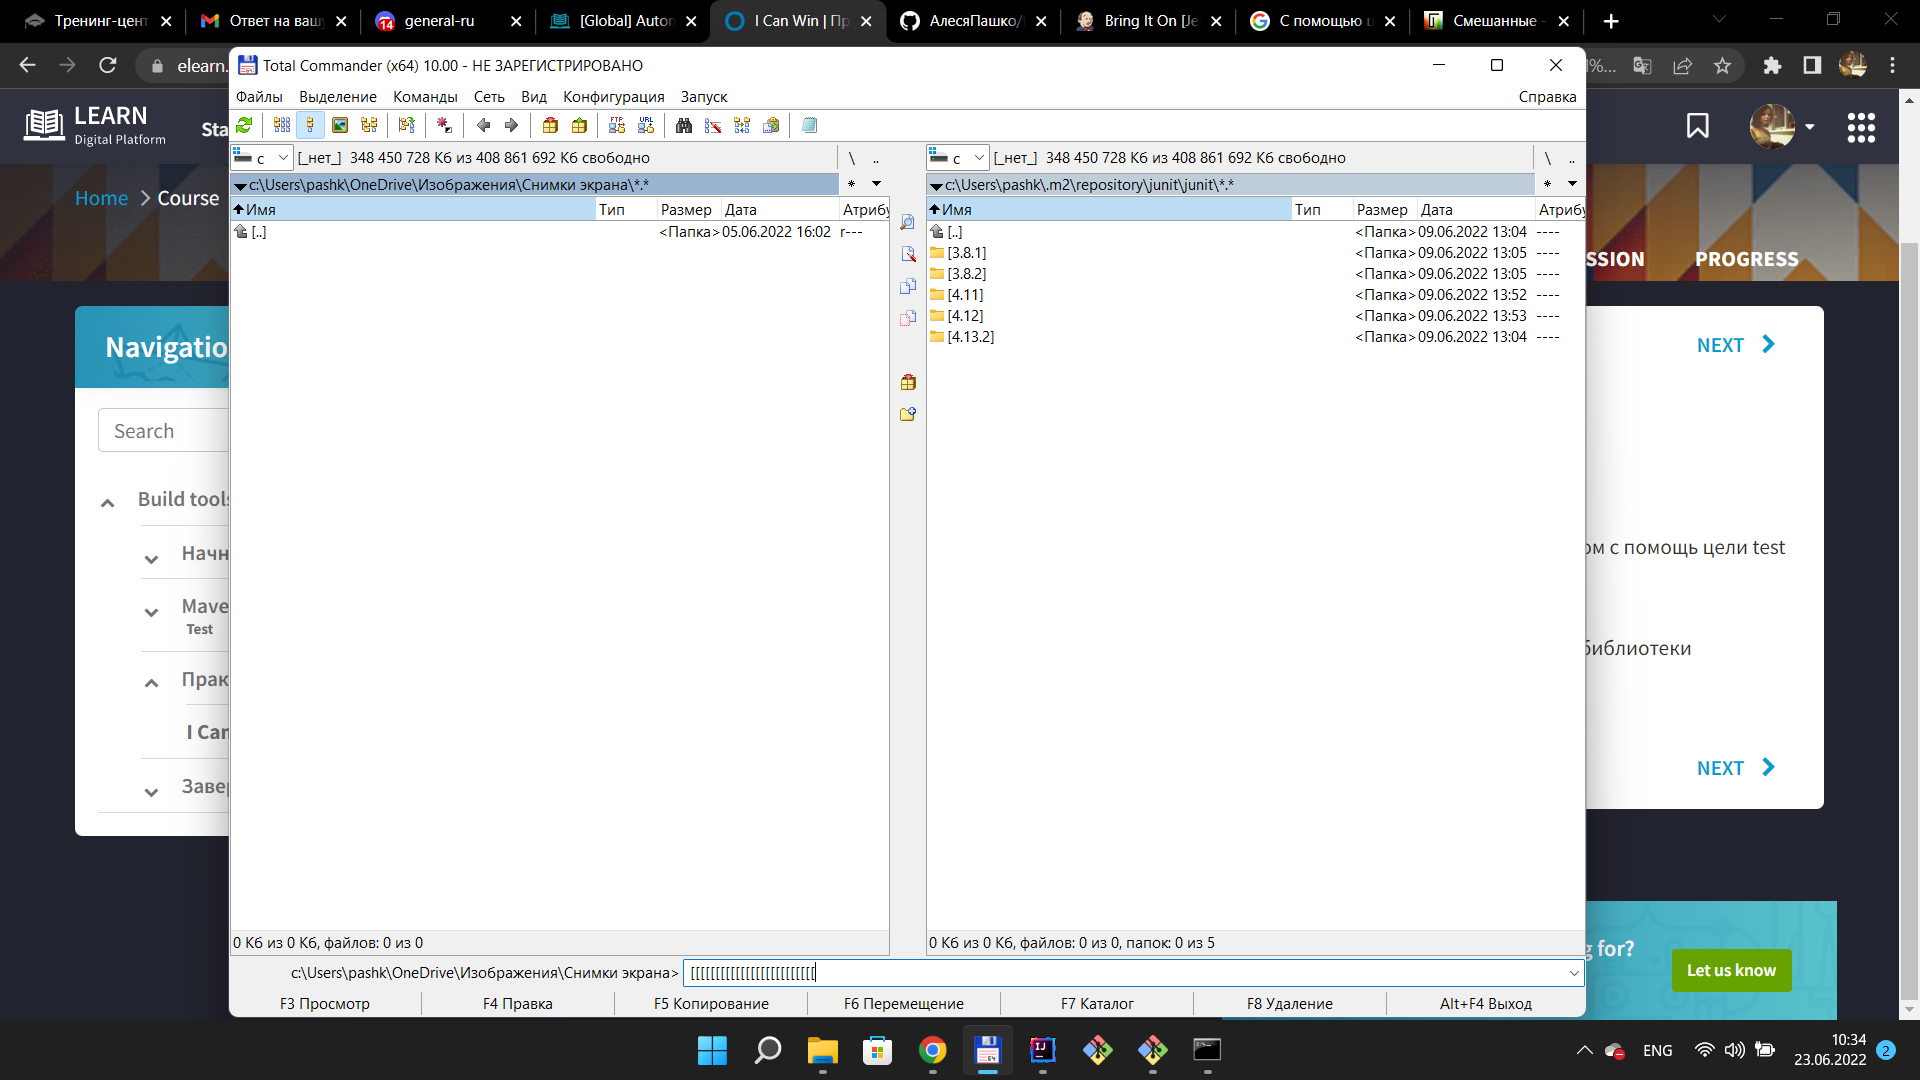 Тренинг-цент
Ответ на вашу
14
general-ru
[Global] Auton
I Can Win | Пр
АлесяПашко/
Bring It On [Je
С помощью ц
Смешанные -
elearn.
%...
Total Commander (x64) 10.00 - НЕ ЗАРЕГИСТРИРОВАНО
Файлы Выделение Команды Сеть Вид Конфигурация Запуск Справка
FTP URL
LEARN
Digital Platform
Sta
c [_нет_] 348 450 728 Кб из 408 861 692 Кб свободно \ ..
c [_нет_] 348 450 728 Кб из 408 861 692 Кб свободно \ ..
c:\Users\pashk\OneDrive\Изображения\Снимки экрана\*.* *
c:\Users\pashk\.m2\repository\junit\junit\*.* *
Имя Тип Размер Дата Атрибу
[..] <Папка> 05.06.2022 16:02 r---
Имя Тип Размер Дата Атрибу
[..] <Папка> 09.06.2022 13:04 ----
[3.8.1] <Папка> 09.06.2022 13:05 ----
[3.8.2] <Папка> 09.06.2022 13:05 ----
[4.11] <Папка> 09.06.2022 13:52 ----
[4.12] <Папка> 09.06.2022 13:53 ----
[4.13.2] <Папка> 09.06.2022 13:04 ----
Home > Course
SSION PROGRESS
Navigatio
Search
Build tools
Начн
Mave
Test
Прак
I Can
Заве
NEXT
ом с помощь цели test
библиотеки
NEXT
0 Кб из 0 Кб, файлов: 0 из 0
0 Кб из 0 Кб, файлов: 0 из 0, папок: 0 из 5
c:\Users\pashk\OneDrive\Изображения\Снимки экрана> [[[[[[[[[[[[[[[[[[[[[[[[[
F3 Просмотр F4 Правка F5 Копирование F6 Перемещение F7 Каталог F8 Удаление Alt+F4 Выход
g for?
Let us know
64
IJ
ENG
10:34
23.06.2022
2